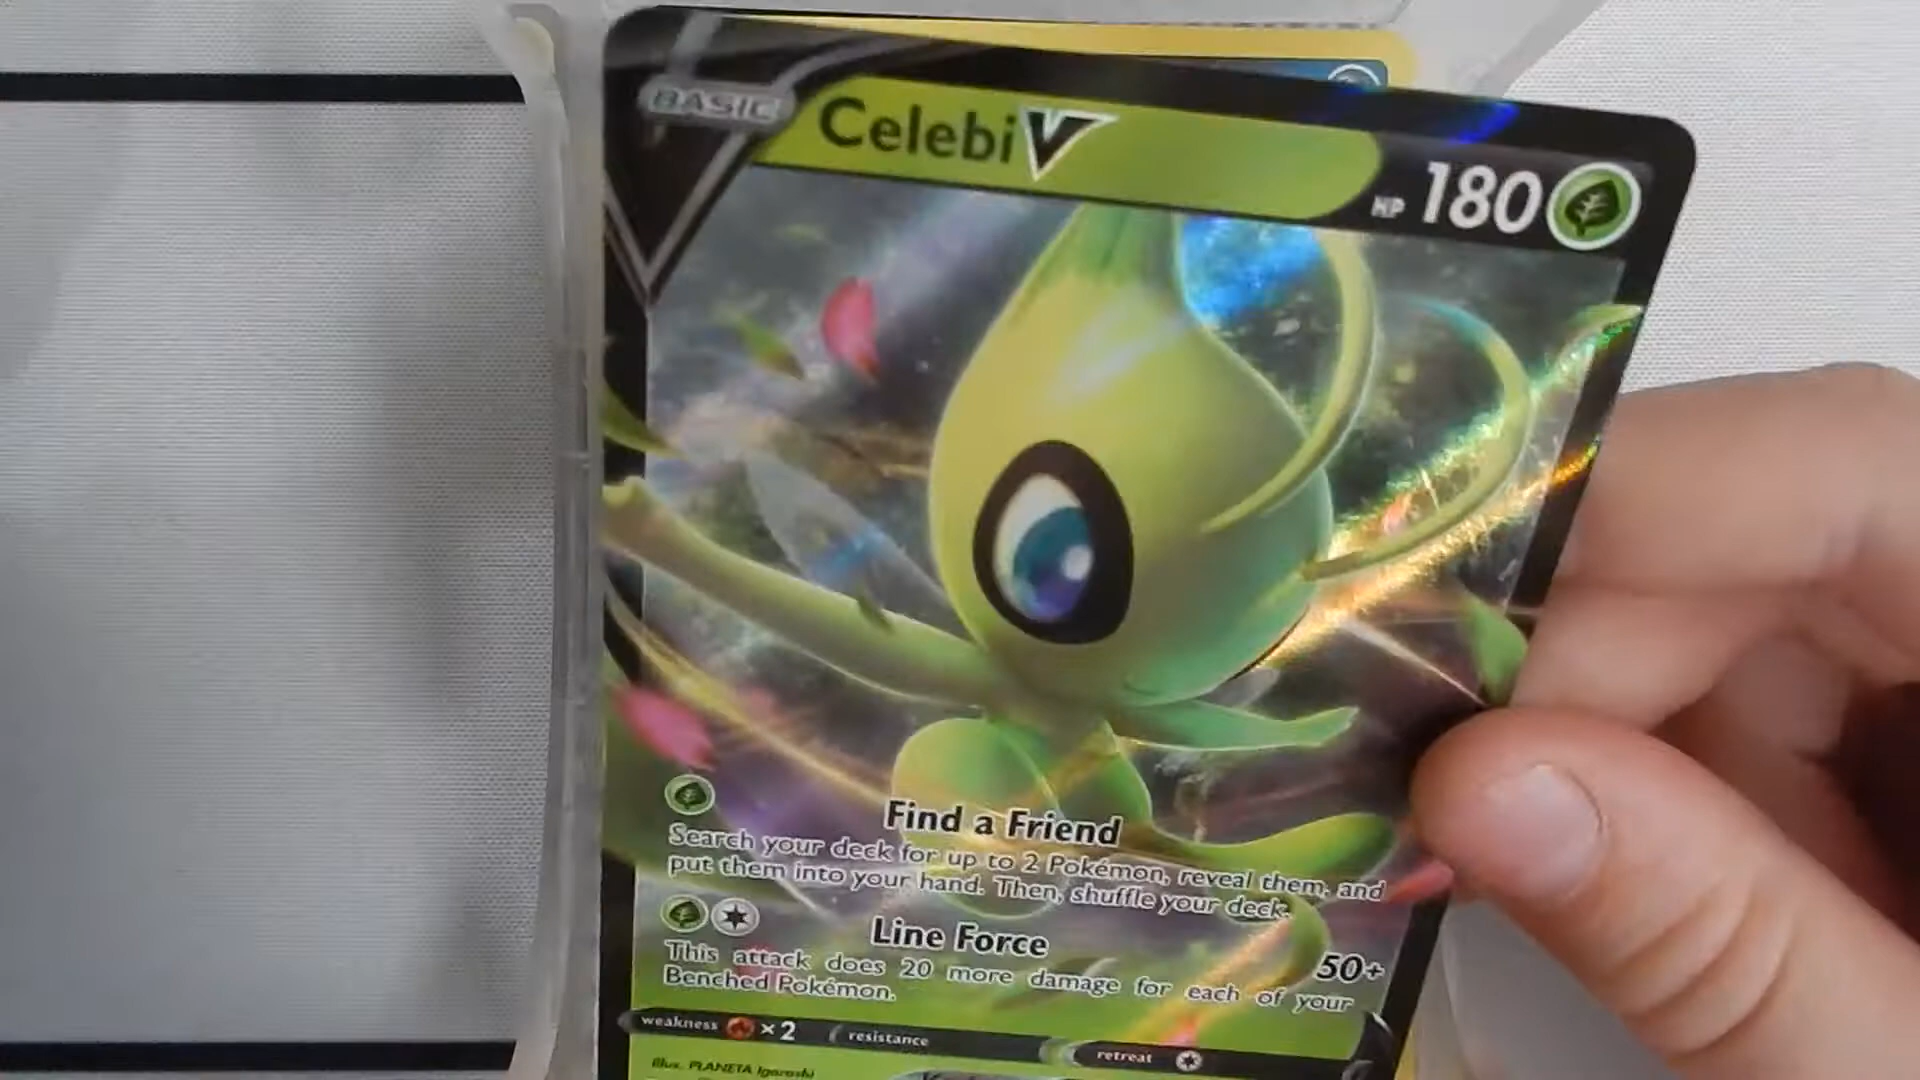 BASIC
Celebi V
HP 180
Find a Friend
Search your deck for up to 2 Pokémon, reveal them, and
put them into your hand. Then, shuffle your deck.
Line Force
50+
This attack does 20 more damage for each of your
Benched Pokémon.
weakness ×2 resistance retreat
Illus. PLANETA Igarashi